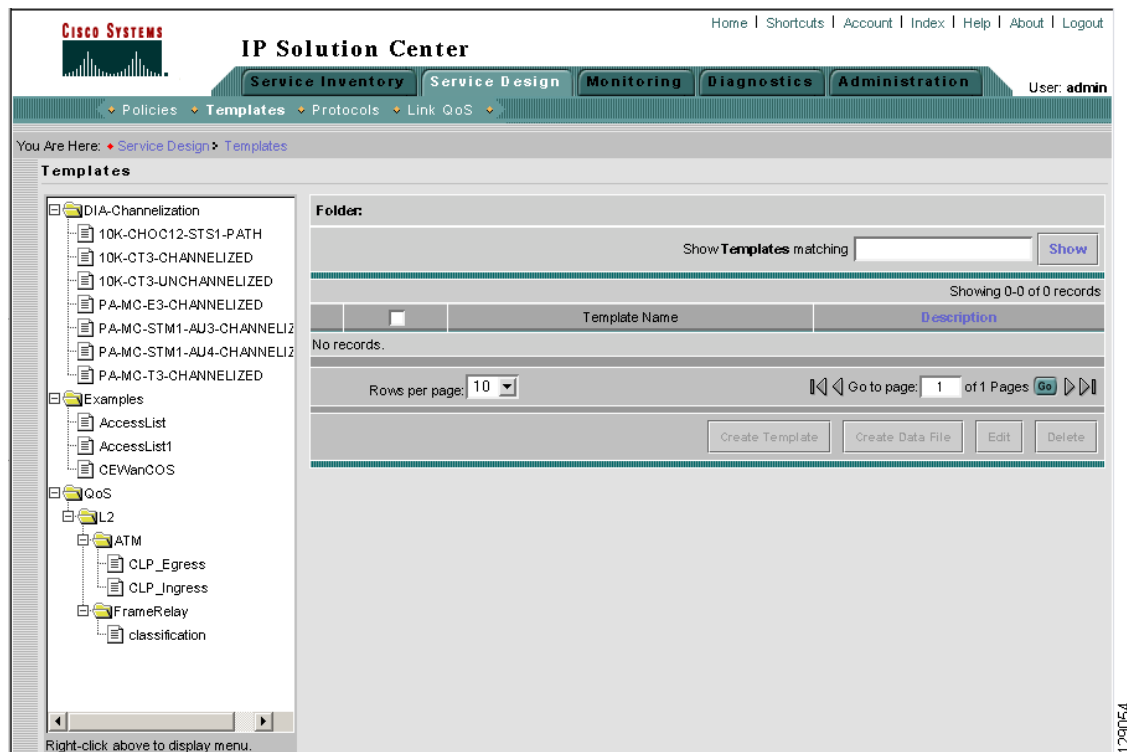 CISCO SYSTEMS
Home | Shortcuts | Account | Index | Help | About | Logout
IP Solution Center
Service Inventory Service Design Monitoring Diagnostics Administration
User: admin
Policies Templates Protocols Link QoS
You Are Here: Service Design Templates
Templates
DIA-Channelization
10K-CHOC12-STS1-PATH
10K-CT3-CHANNELIZED
10K-CT3-UNCHANNELIZED
PA-MC-E3-CHANNELIZED
PA-MC-STM1-AU3-CHANNELIZ
PA-MC-STM1-AU4-CHANNELIZ
PA-MC-T3-CHANNELIZED
Examples
AccessList
AccessList1
CEWanCOS
QoS
L2
ATM
CLP_Egress
CLP_Ingress
FrameRelay
classification
Right-click above to display menu.
Folder:
Show Templates matching Show
Showing 0-0 of 0 records
Template Name Description
No records.
Rows per page: 10 Go to page: 1 of 1 Pages Go
Create Template Create Data File Edit Delete
129054